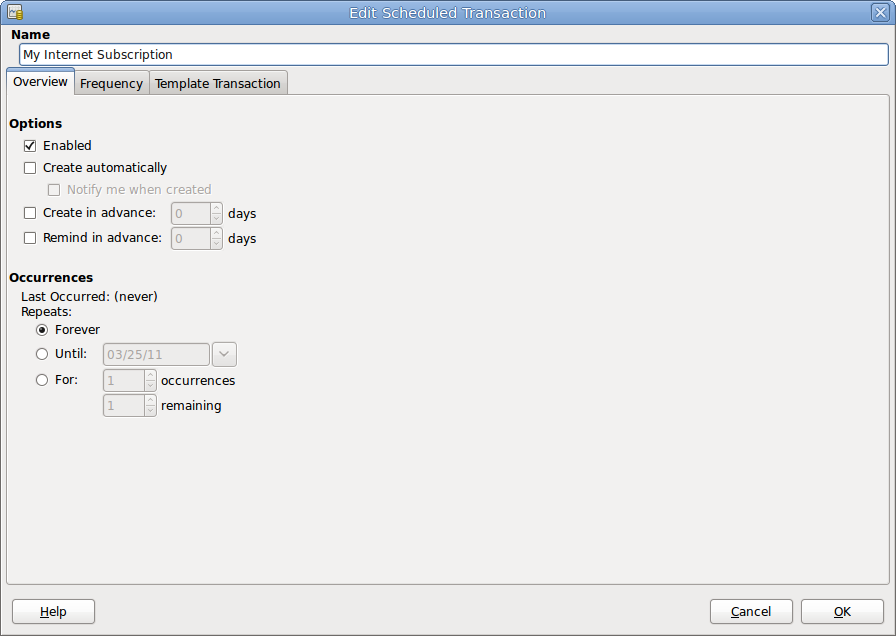 Edit Scheduled Transaction
Name
My Internet Subscription
Overview Frequency Template Transaction
Options
Enabled
Create automatically
Notify me when created
Create in advance: 0 days
Remind in advance: 0 days
Occurrences
Last Occurred: (never)
Repeats:
Forever
Until: 03/25/11
For: 1 occurrences
1 remaining
Help Cancel OK